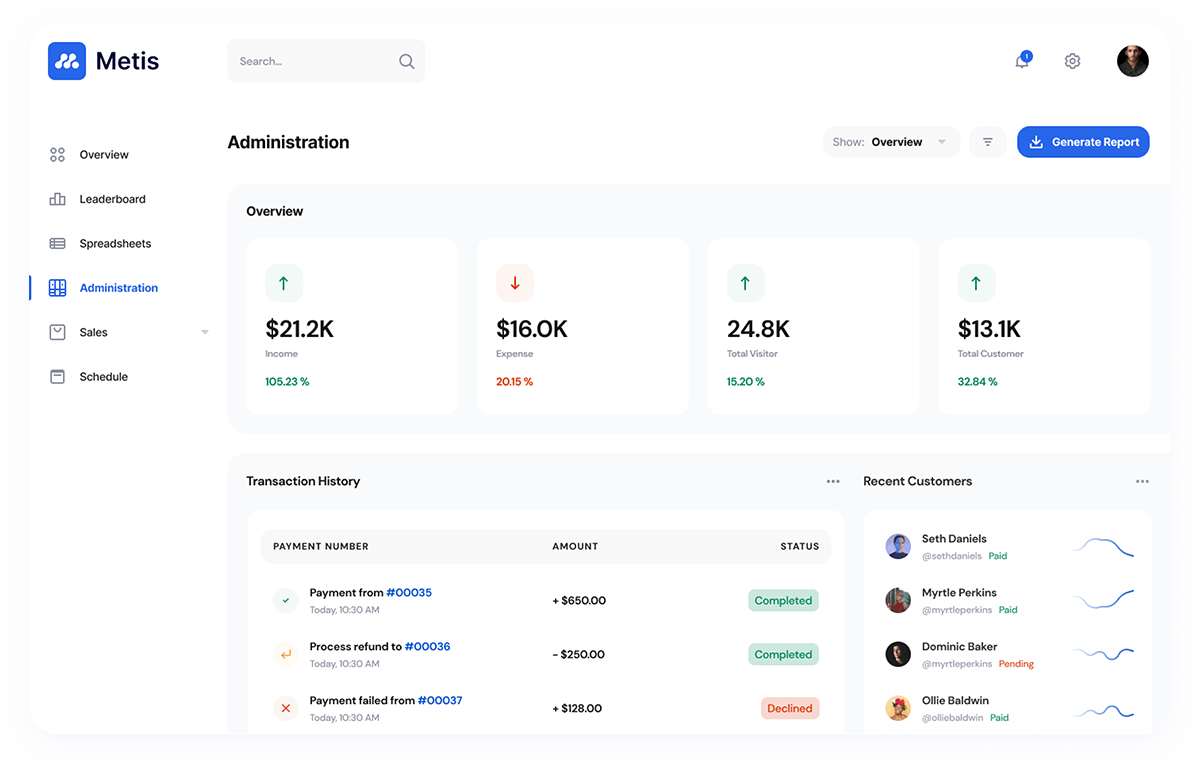 Metis
Search...
1
Overview
Leaderboard
Spreadsheets
Administration
Sales
Schedule
Administration
Show: Overview
Generate Report
Overview
$21.2K
Income
105.23 %
$16.0K
Expense
20.15 %
24.8K
Total Visitor
15.20 %
$13.1K
Total Customer
32.84 %
Transaction History
PAYMENT NUMBER AMOUNT STATUS
Payment from #00035
Today, 10:30 AM
+ $650.00
Completed
Process refund to #00036
Today, 10:30 AM
- $250.00
Completed
Payment failed from #00037
Today, 10:30 AM
+ $128.00
Declined
Recent Customers
Seth Daniels
@sethdaniels Paid
Myrtle Perkins
@myrtleperkins Paid
Dominic Baker
@myrtleperkins Pending
Ollie Baldwin
@olliebaldwin Paid